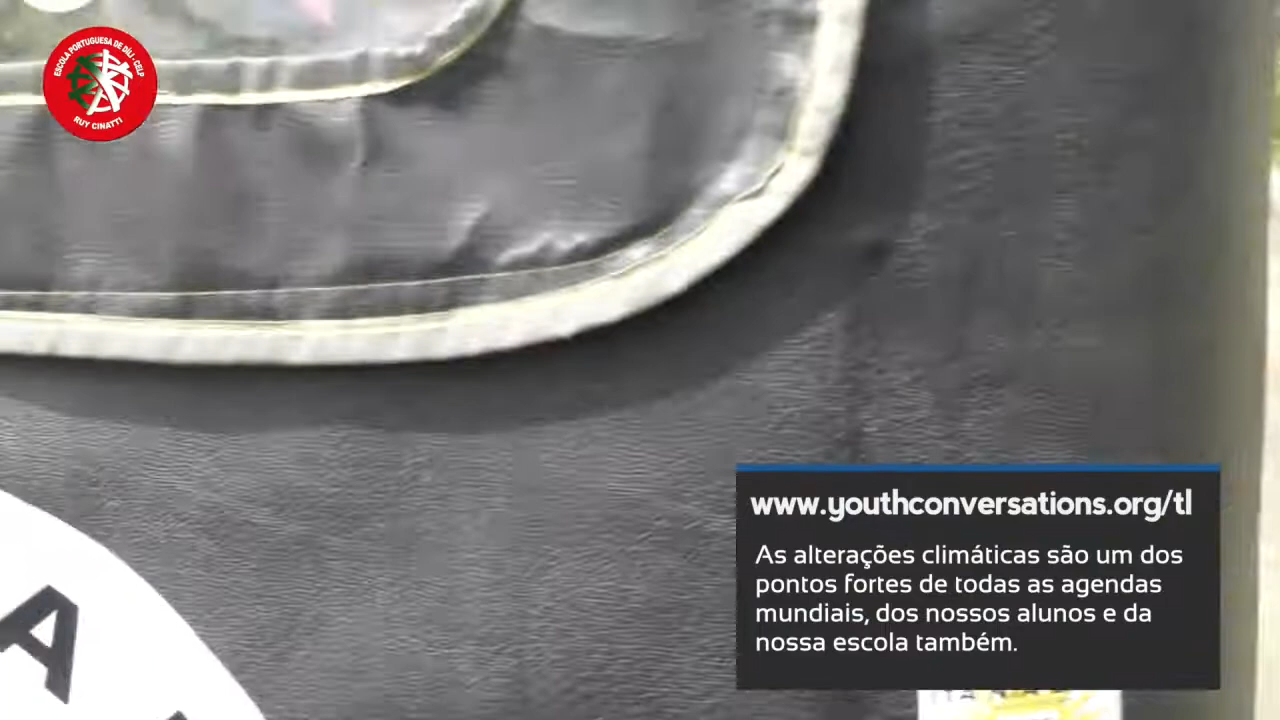 ESCOLA PORTUGUESA DE DÍLI - CELP
RUY CINATTI
www.youthconversations.org/tl
As alterações climáticas são um dos
pontos fortes de todas as agendas
mundiais, dos nossos alunos e da
nossa escola também.
A